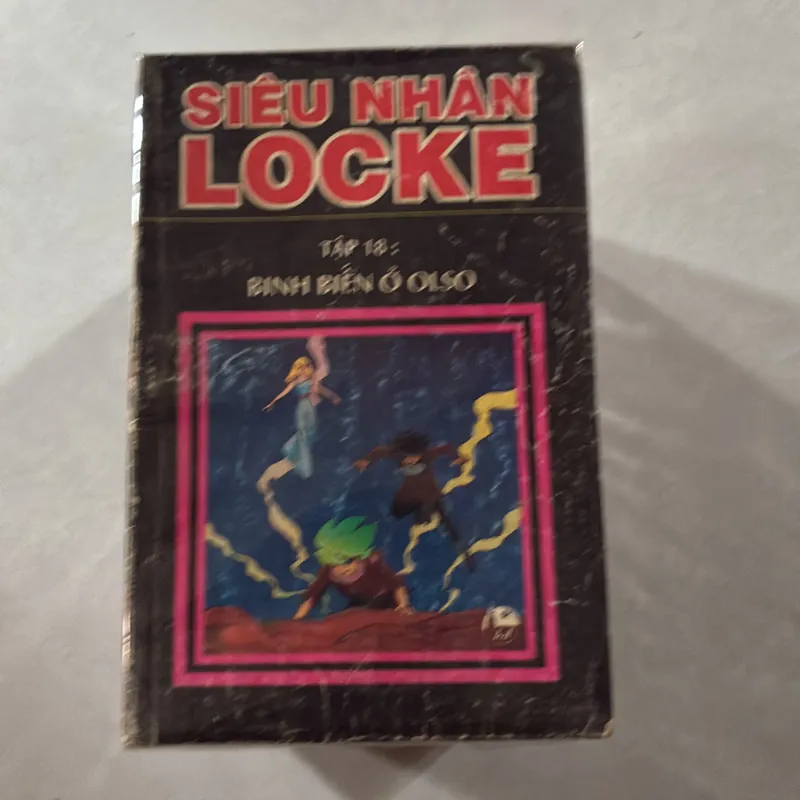 SIÊU NHÂN
LOCKE
TẬP 18 :
BINH BIẾN Ở OLSO